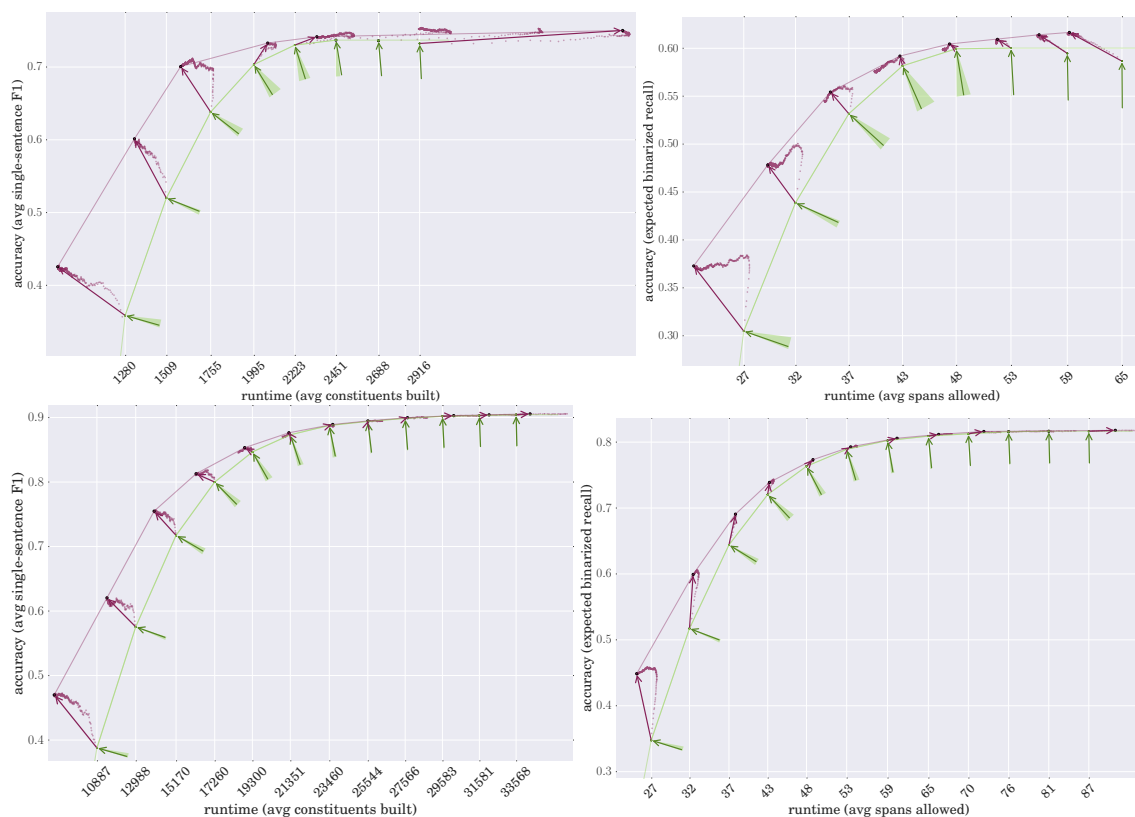 accuracy (avg single-sentence F1)
0.7
0.6
0.5
0.4
1280 1509 1755 1995 2223 2451 2688 2916
runtime (avg constituents built)
accuracy (expected binarized recall)
0.60
0.55
0.50
0.45
0.40
0.35
0.30
27 32 37 43 48 53 59 65
runtime (avg spans allowed)
accuracy (avg single-sentence F1)
0.9
0.8
0.7
0.6
0.5
0.4
10887 12988 15170 17260 19300 21351 23460 25544 27566 29583 31581 33568
runtime (avg constituents built)
accuracy (expected binarized recall)
0.8
0.7
0.6
0.5
0.4
0.3
27 32 37 43 48 53 59 65 70 76 81 87
runtime (avg spans allowed)